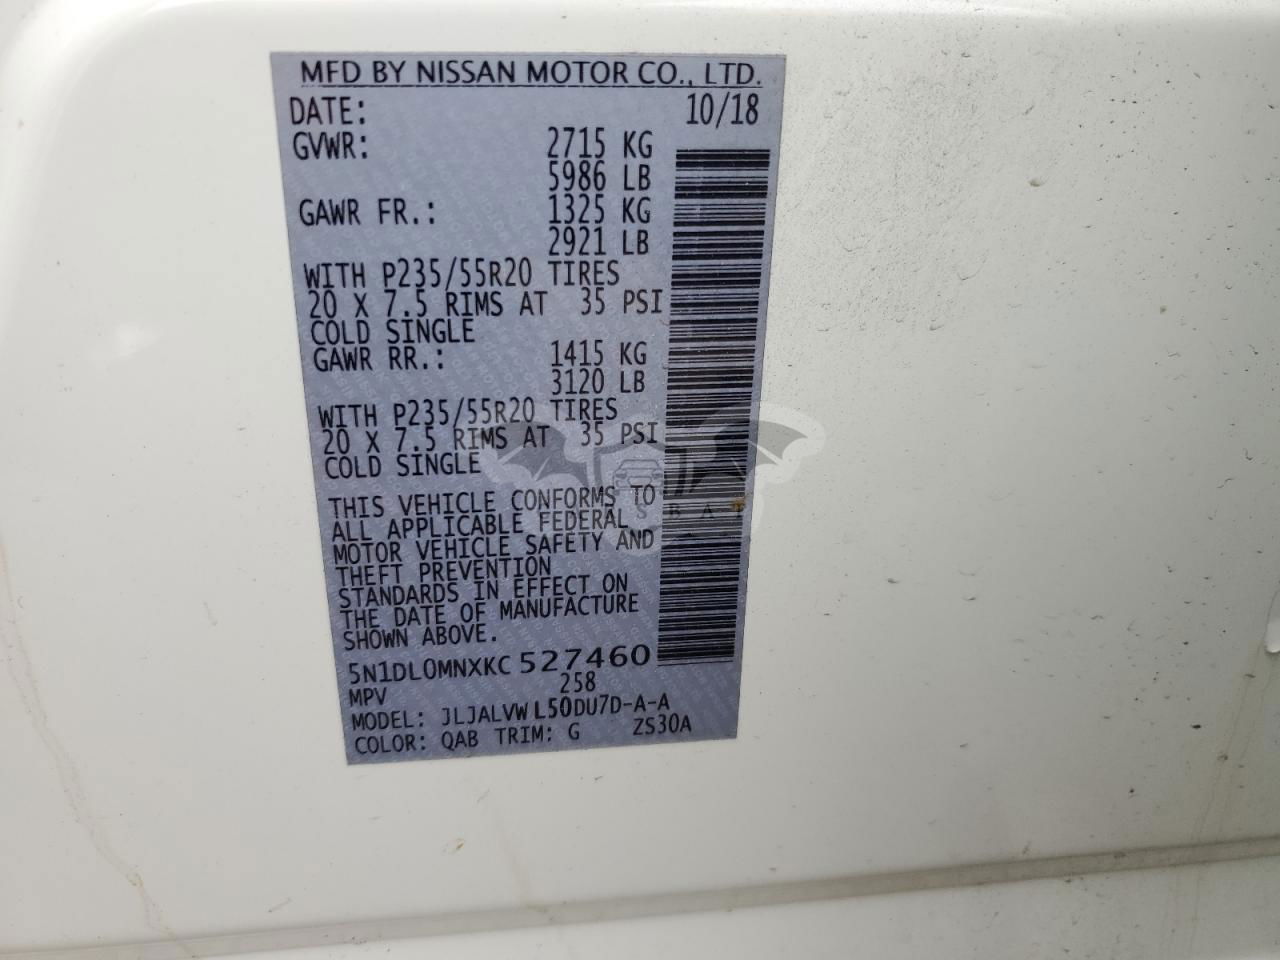 MFD BY NISSAN MOTOR CO., LTD.
DATE: 10/18
GVWR: 2715 KG
5986 LB
GAWR FR.: 1325 KG
2921 LB
WITH P235/55R20 TIRES
20 X 7.5 RIMS AT 35 PSI
COLD SINGLE
GAWR RR.: 1415 KG
3120 LB
WITH P235/55R20 TIRES
20 X 7.5 RIMS AT 35 PSI
COLD SINGLE
THIS VEHICLE CONFORMS TO
ALL APPLICABLE FEDERAL
MOTOR VEHICLE SAFETY AND
THEFT PREVENTION
STANDARDS IN EFFECT ON
THE DATE OF MANUFACTURE
SHOWN ABOVE.
5N1DL0MNXKC 527460
MPV 258
MODEL: JLJALVW L50DU7D-A-A
COLOR: QAB TRIM: G ZS30A